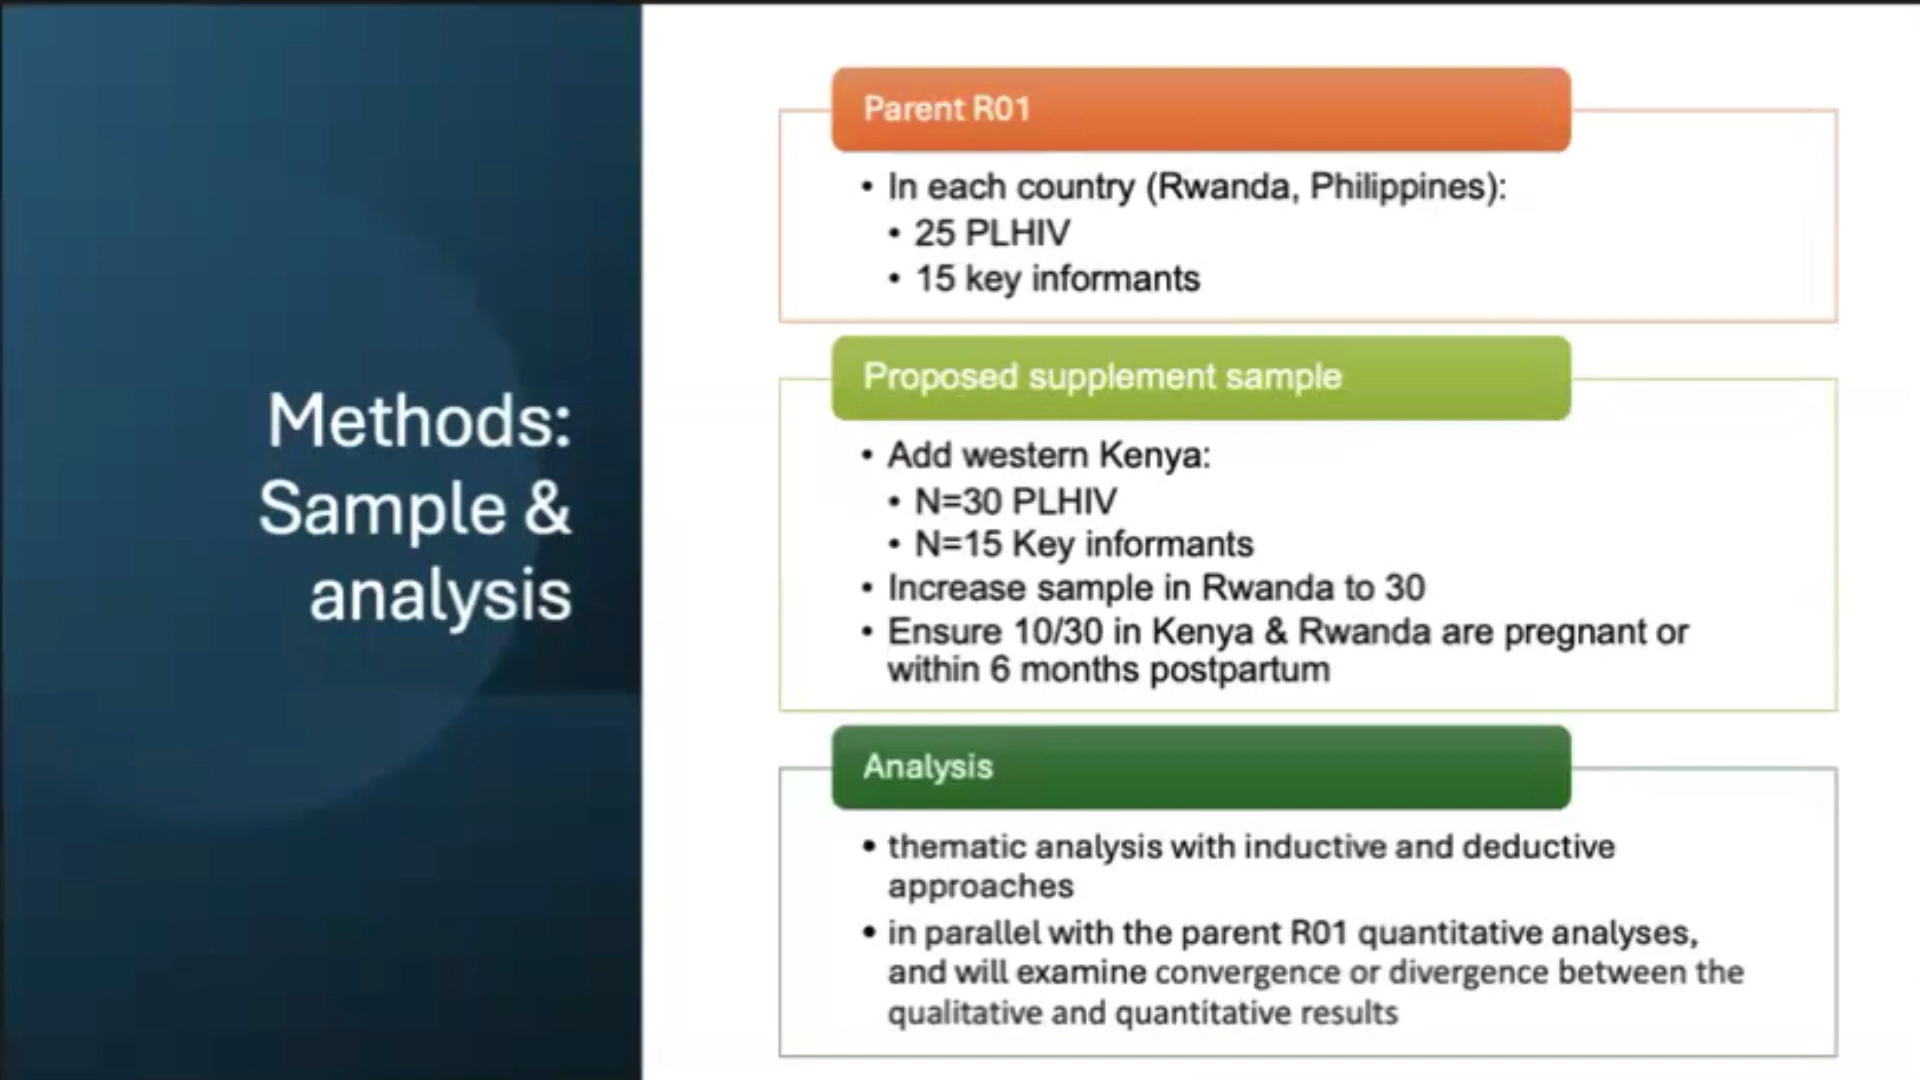 Methods:
Sample &
analysis
Parent R01
• In each country (Rwanda, Philippines):
• 25 PLHIV
• 15 key informants
Proposed supplement sample
• Add western Kenya:
• N=30 PLHIV
• N=15 Key informants
• Increase sample in Rwanda to 30
• Ensure 10/30 in Kenya & Rwanda are pregnant or
within 6 months postpartum
Analysis
• thematic analysis with inductive and deductive
approaches
• in parallel with the parent R01 quantitative analyses,
and will examine convergence or divergence between the
qualitative and quantitative results